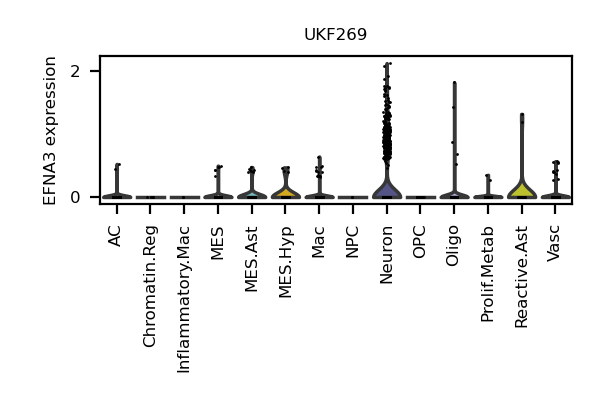 UKF269
EFNA3 expression
2
0
AC
Chromatin.Reg
Inflammatory.Mac
MES
MES.Ast
MES.Hyp
Mac
NPC
Neuron
OPC
Oligo
Prolif.Metab
Reactive.Ast
Vasc